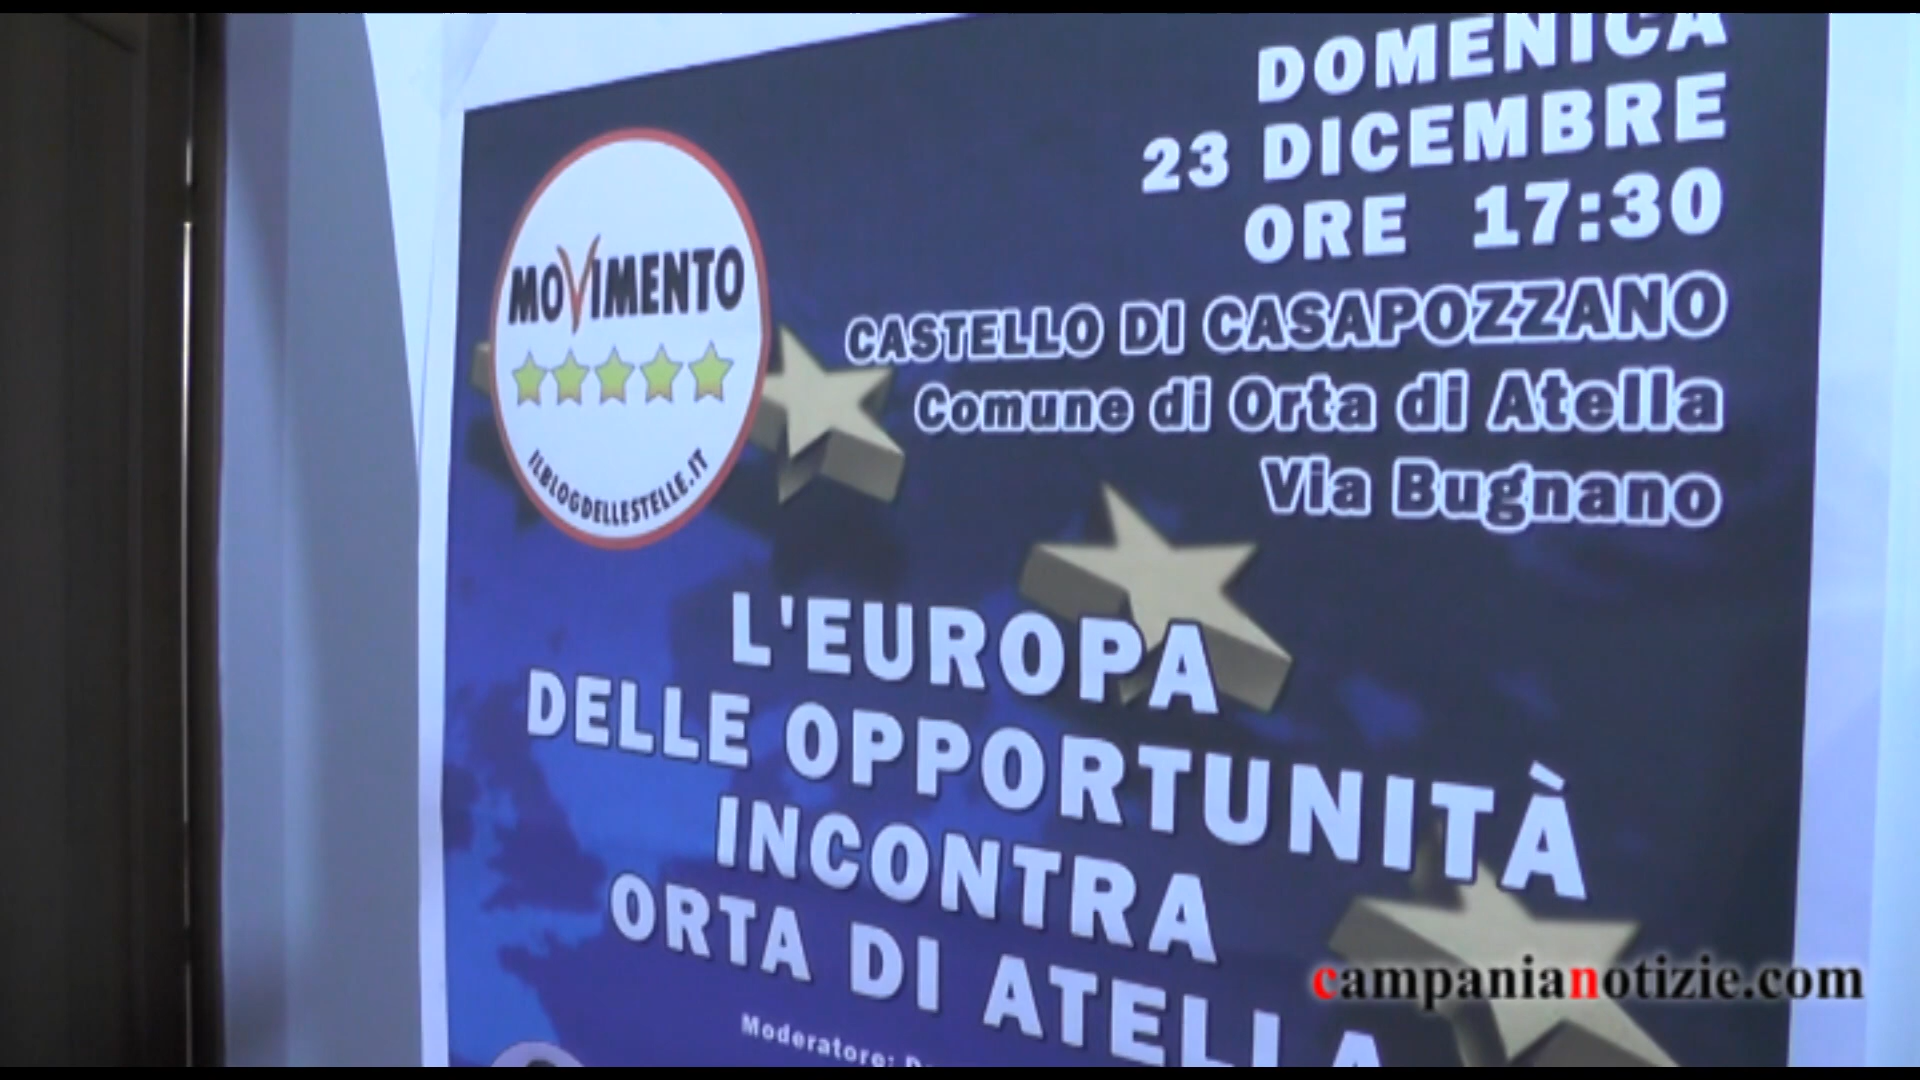 DOMENICA
23 DICEMBRE
ORE 17:30
CASTELLO DI CASAPOZZANO
Comune di Orta di Atella
Via Bugnano
MOVIMENTO
ILBLOGDELLESTELLE.IT
L'EUROPA
DELLE OPPORTUNITÀ
INCONTRA
ORTA DI ATELLA
Moderatore:
campanianotizie.com